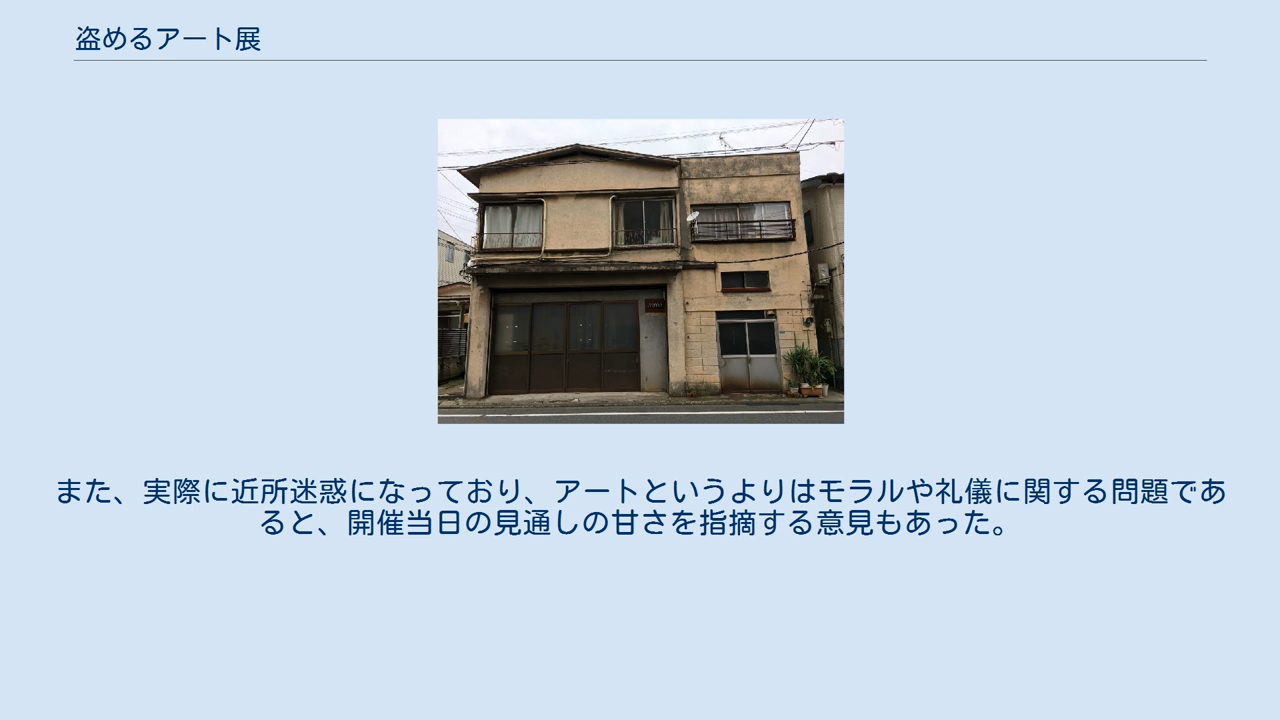 盗めるアート展
また、実際に近所迷惑になっており、アートというよりはモラルや礼儀に関する問題であ
ると、開催当日の見通しの甘さを指摘する意見もあった。